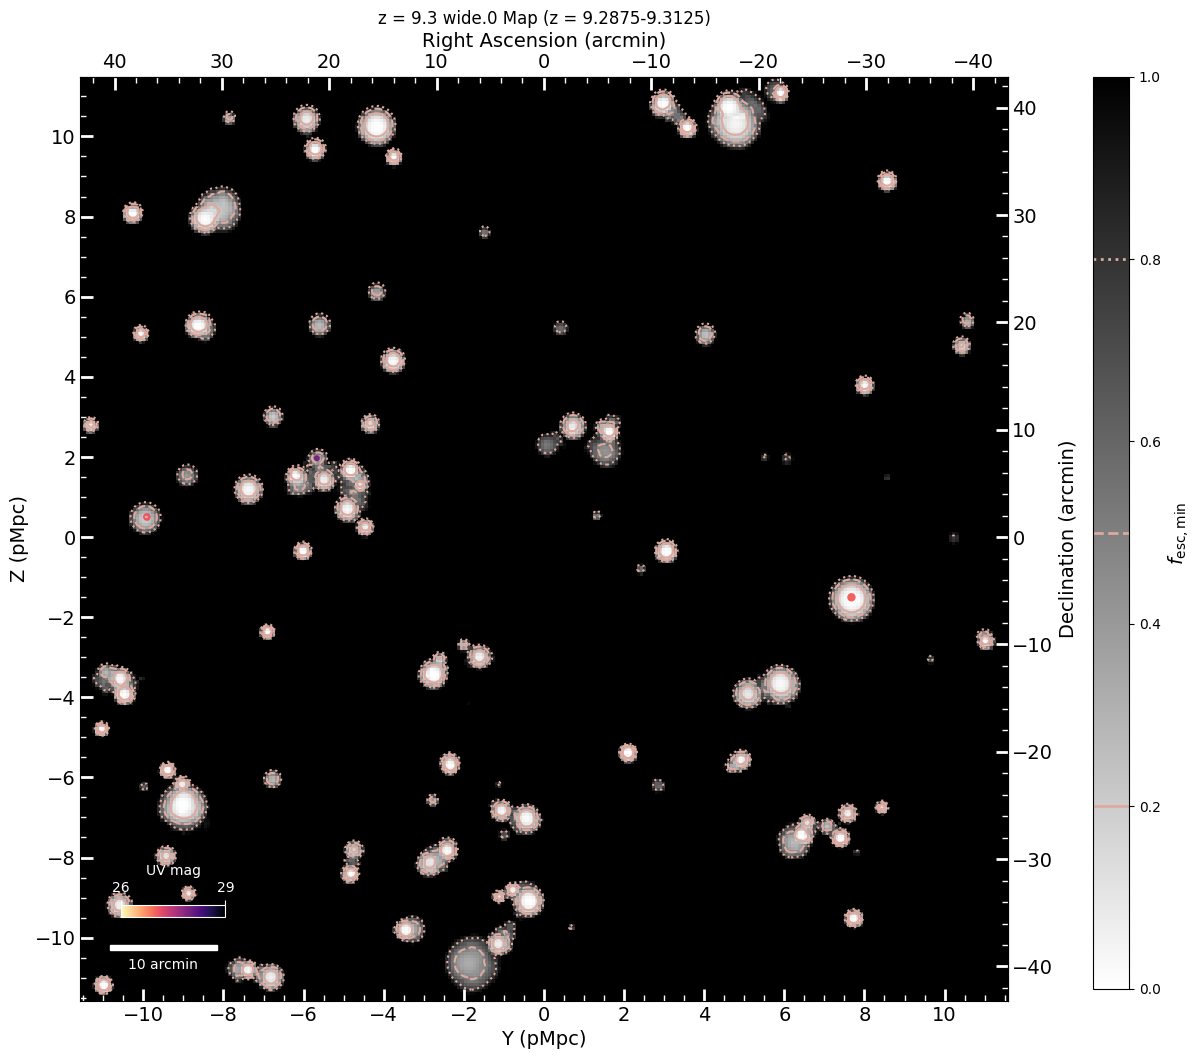 z = 9.3 wide.0 Map (z = 9.2875-9.3125)
Right Ascension (arcmin)
40 30 20 10 0 −10 −20 −30 −40
Z (pMpc)
10
8
6
4
2
0
−2
−4
−6
−8
−10
UV mag
26 29
10 arcmin
−10 −8 −6 −4 −2 0 2 4 6 8 10
Y (pMpc)
40
30
20
10
0
−10
−20
−30
−40
Declination (arcmin)
1.0
0.8
0.6
0.4
0.2
0.0
fesc,min